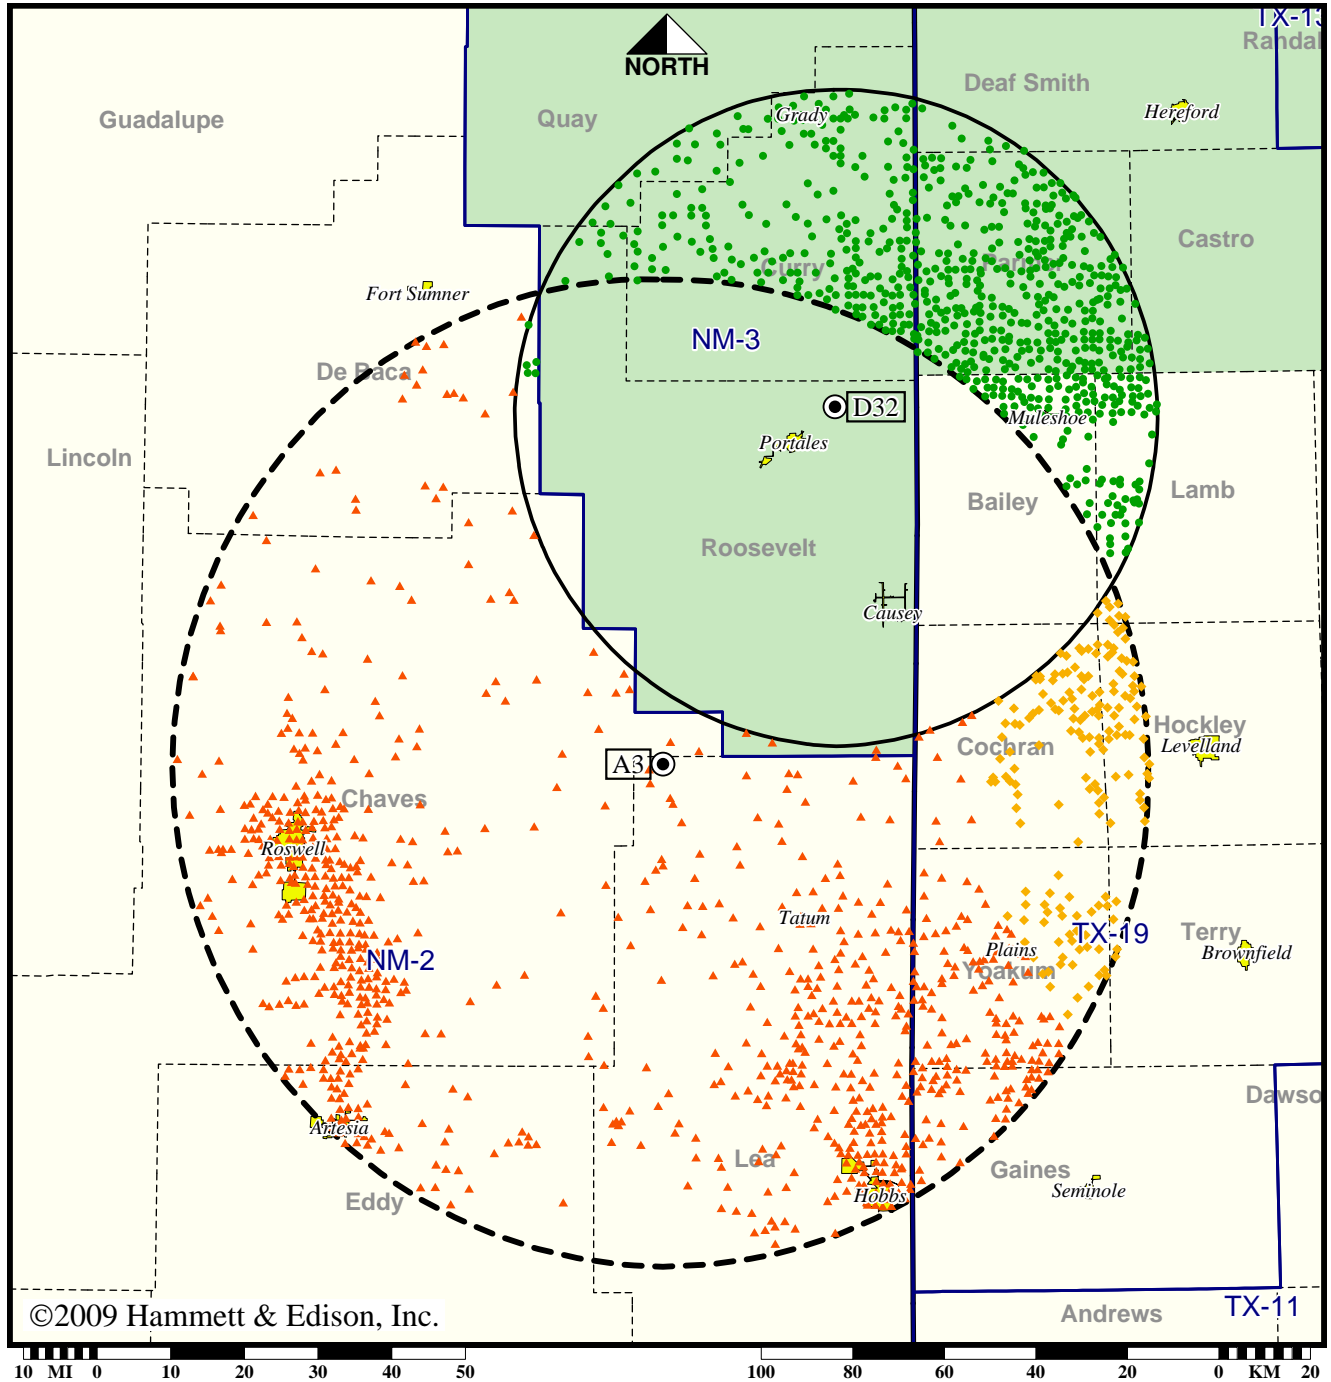 TX-13
Randal
NORTH
Deaf Smith
Hereford
Guadalupe
Quay
Grady
Castro
Curry
Parmer
Fort Sumner
NM-3
De Baca
D32
Muleshoe
Portales
Lincoln
Bailey
Lamb
Roosevelt
Causey
Hockley
Levelland
Cochran
A3
Chaves
Roswell
Tatum
TX-19
Terry
Plains
Brownfield
NM-2
Yoakum
Dawso
Artesia
Lea
Gaines
Seminole
Hobbs
Eddy
©2009 Hammett & Edison, Inc.
TX-11
Andrews
10 MI 0 10 20 30 40 50 100 80 60 40 20 0 KM 20